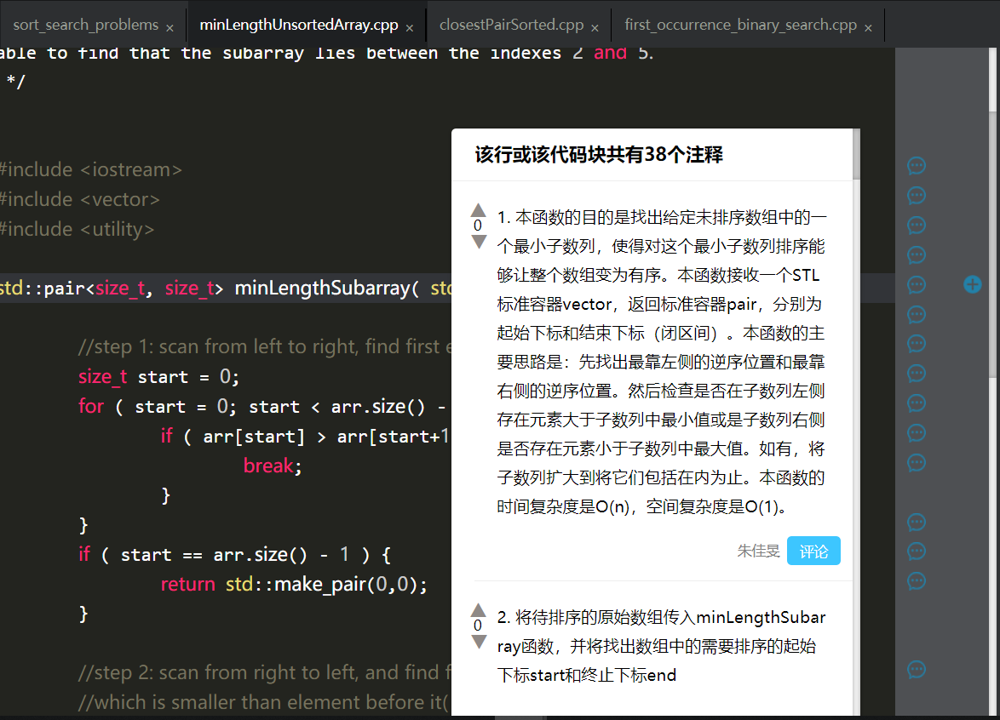 sort_search_problems × minLengthUnsortedArray.cpp × closestPairSorted.cpp × first_occurrence_binary_search.cpp ×
able to find that the subarray lies between the indexes 2 and 5.
*/
#include <iostream>
#include <vector>
#include <utility>
std::pair<size_t, size_t> minLengthSubarray( std
//step 1: scan from left to right, find first e
size_t start = 0;
for ( start = 0; start < arr.size() -
if ( arr[start] > arr[start+1
break;
}
}
if ( start == arr.size() - 1 ) {
return std::make_pair(0,0);
}
//step 2: scan from right to left, and find f
//which is smaller than element before it(
该行或该代码块共有38个注释
0
1. 本函数的目的是找出给定未排序数组中的一
个最小子数列，使得对这个最小子数列排序能
够让整个数组变为有序。本函数接收一个STL
标准容器vector，返回标准容器pair，分别为
起始下标和结束下标（闭区间）。本函数的主
要思路是：先找出最靠左侧的逆序位置和最靠
右侧的逆序位置。然后检查是否在子数列左侧
存在元素大于子数列中最小值或是子数列右侧
是否存在元素小于子数列中最大值。如有，将
子数列扩大到将它们包括在内为止。本函数的
时间复杂度是O(n)，空间复杂度是O(1)。
朱佳旻 评论
0
2. 将待排序的原始数组传入minLengthSubar
ray函数，并将找出数组中的需要排序的起始
下标start和终止下标end